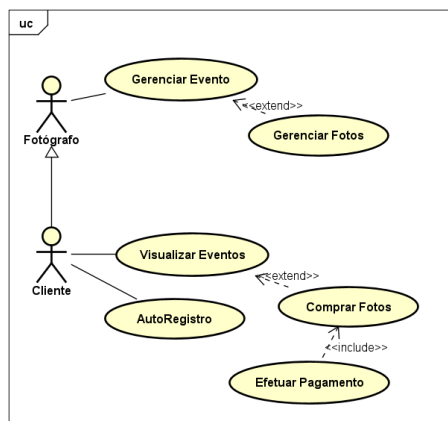 uc
Gerenciar Evento
<<extend>>
Fotógrafo
Gerenciar Fotos
Visualizar Eventos
<<extend>>
Cliente
Comprar Fotos
AutoRegistro
<<include>>
Efetuar Pagamento